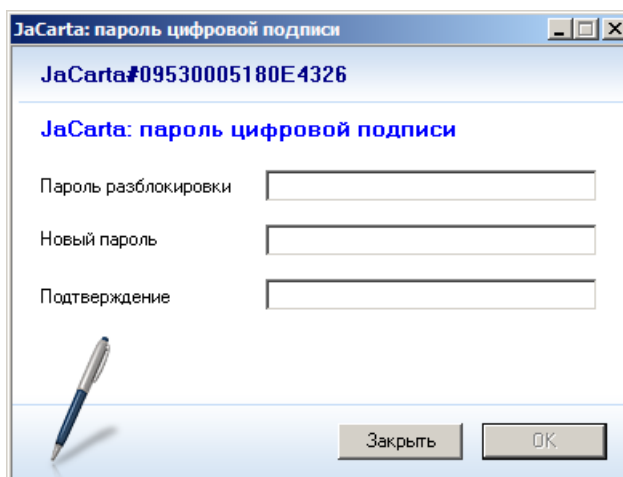 JaCarta: пароль цифровой подписи
JaCarta#09530005180E4326
JaCarta: пароль цифровой подписи
Пароль разблокировки
Новый пароль
Подтверждение
Закрыть
OK